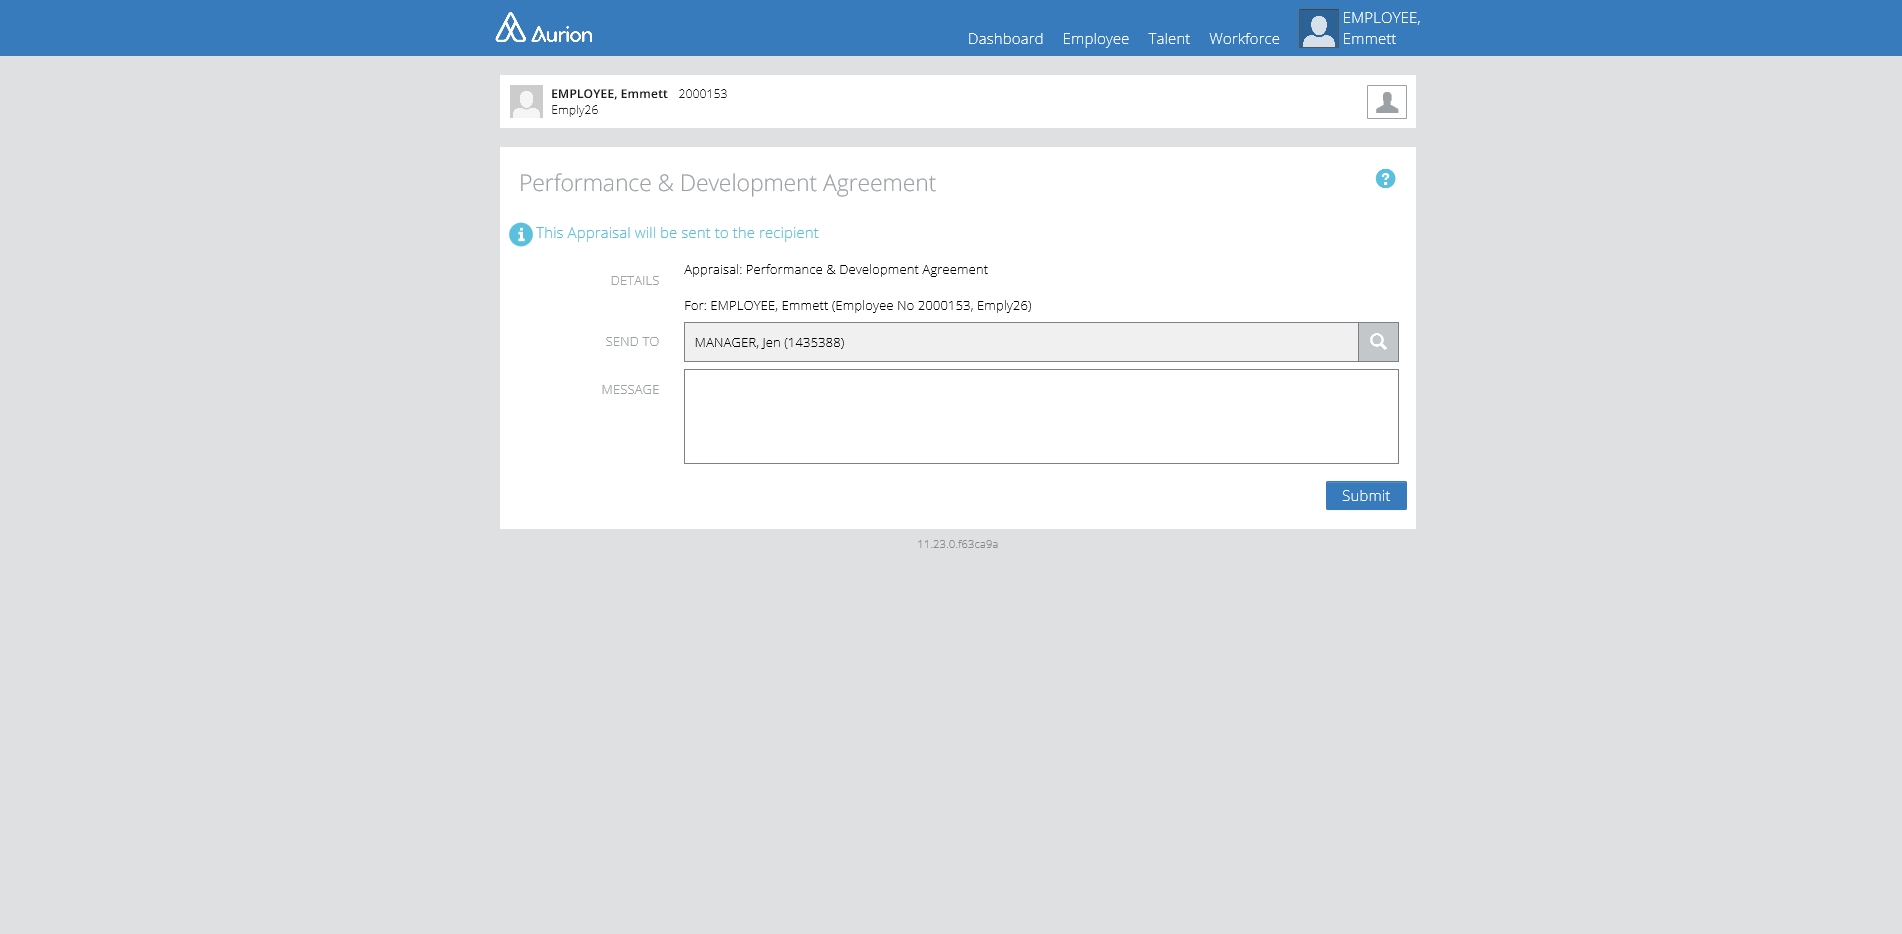 Aurion
Dashboard Employee Talent Workforce EMPLOYEE,
Emmett
EMPLOYEE, Emmett 2000153
Emply26
Performance & Development Agreement
?
i This Appraisal will be sent to the recipient
DETAILS
Appraisal: Performance & Development Agreement
For: EMPLOYEE, Emmett (Employee No 2000153, Emply26)
SEND TO MANAGER, Jen (1435388)
MESSAGE
Submit
11.23.0.f63ca9a